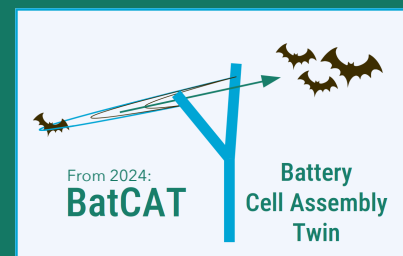 From 2024:
BatCAT
Battery
Cell Assembly
Twin